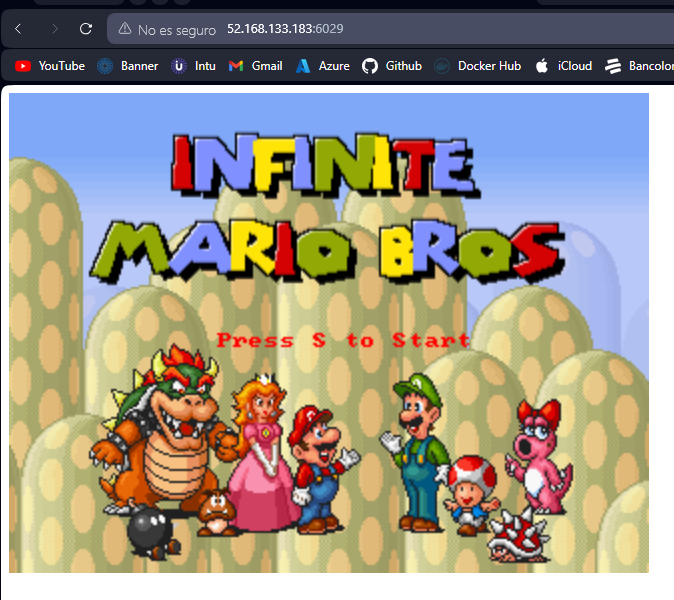 No es seguro 52.168.133.183:6029
YouTube Banner Intu Gmail Azure Github Docker Hub iCloud Bancolor
INFINITE
MARIO BROS
Press S to Start